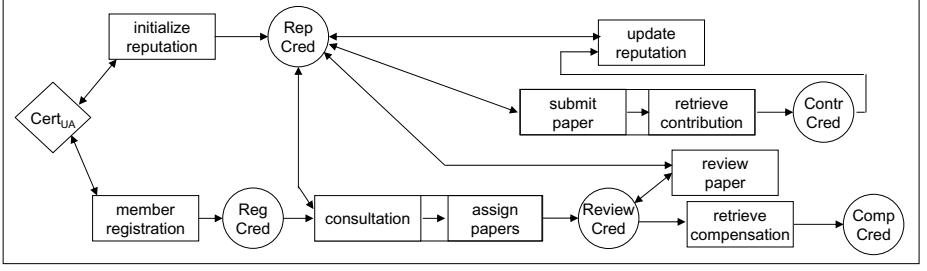 initialize
reputation
Rep
Cred
update
reputation
CertUA
submit
paper
retrieve
contribution
Contr
Cred
review
paper
member
registration
Reg
Cred
consultation
assign
papers
Review
Cred
retrieve
compensation
Comp
Cred